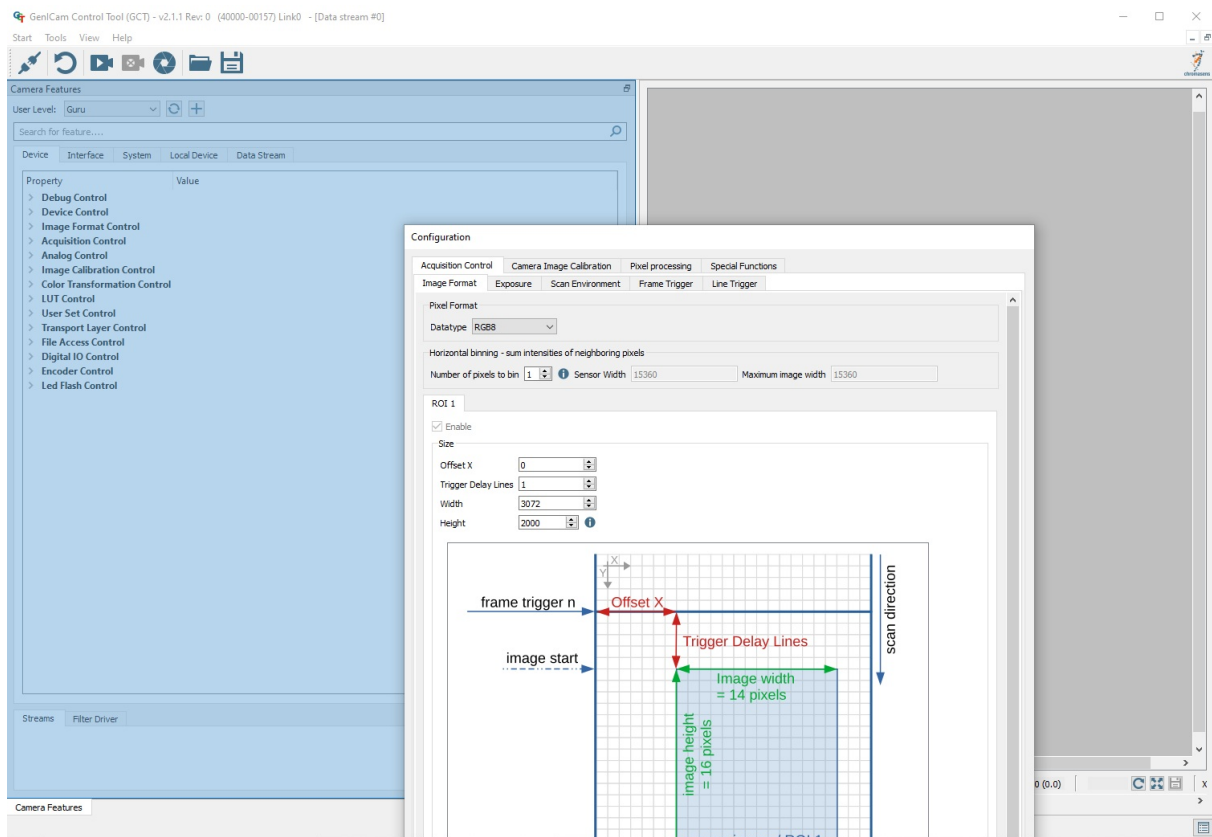 GenICam Control Tool (GCT) - v2.1.1 Rev: 0 (40000-00157) Link0 - [Data stream #0]
Start Tools View Help
Camera Features
User Level: Guru
Search for feature....
Device Interface System Local Device Data Stream
Property Value
Debug Control
Device Control
Image Format Control
Acquisition Control
Analog Control
Image Calibration Control
Color Transformation Control
LUT Control
User Set Control
Transport Layer Control
File Access Control
Digital IO Control
Encoder Control
Led Flash Control
Streams Filter Driver
Camera Features
Configuration
Acquisition Control Camera Image Calibration Pixel processing Special Functions
Image Format Exposure Scan Environment Frame Trigger Line Trigger
Pixel Format
Datatype RGB8
Horizontal binning - sum intensities of neighboring pixels
Number of pixels to bin 1 Sensor Width 15360 Maximum image width 15360
ROI 1
Enable
Size
Offset X 0
Trigger Delay Lines 1
Width 3072
Height 2000
X
Y
frame trigger n
Offset X
scan direction
Trigger Delay Lines
image start
Image width
= 14 pixels
image height
= 16 pixels
0 (0.0)
x